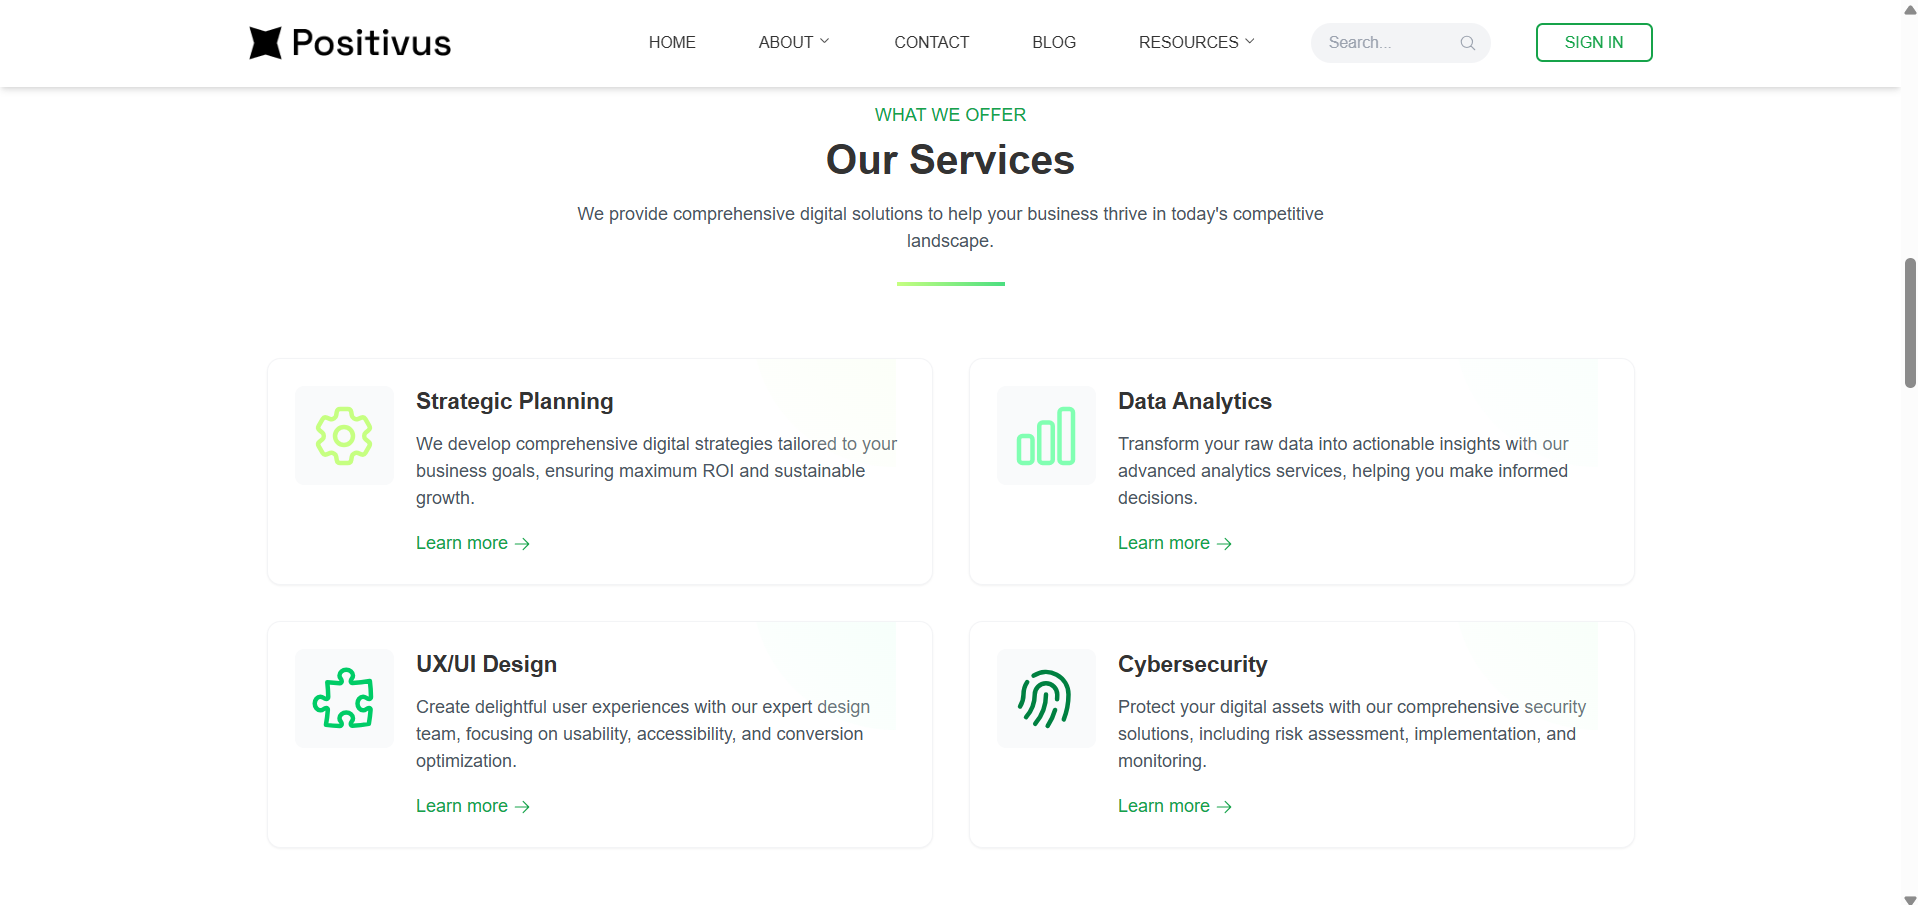 Positivus
HOME
ABOUT
CONTACT
BLOG
RESOURCES
Search...
SIGN IN
WHAT WE OFFER
Our Services
We provide comprehensive digital solutions to help your business thrive in today's competitive
landscape.
Strategic Planning
We develop comprehensive digital strategies tailored to your
business goals, ensuring maximum ROI and sustainable
growth.
Learn more
Data Analytics
Transform your raw data into actionable insights with our
advanced analytics services, helping you make informed
decisions.
Learn more
UX/UI Design
Create delightful user experiences with our expert design
team, focusing on usability, accessibility, and conversion
optimization.
Learn more
Cybersecurity
Protect your digital assets with our comprehensive security
solutions, including risk assessment, implementation, and
monitoring.
Learn more